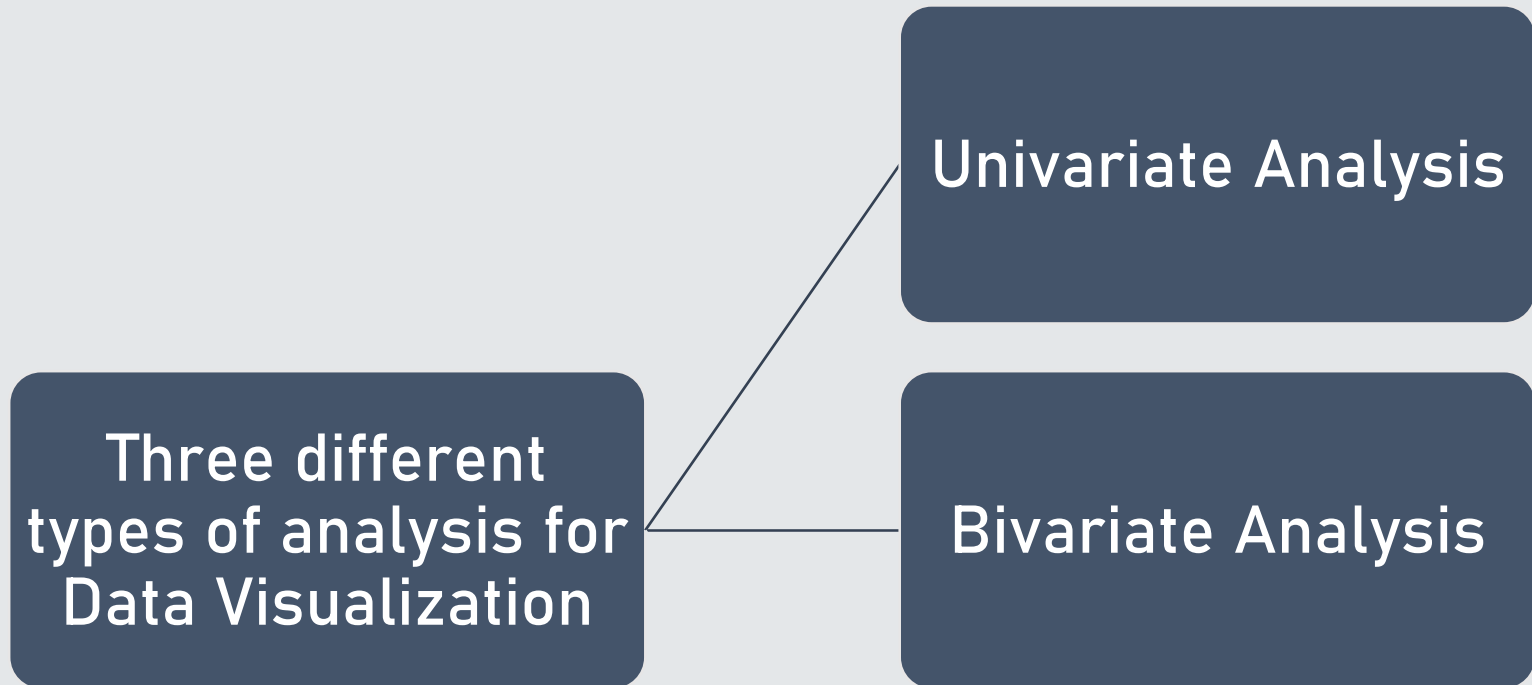 Univariate Analysis
Three different
types of analysis for
Data Visualization
Bivariate Analysis